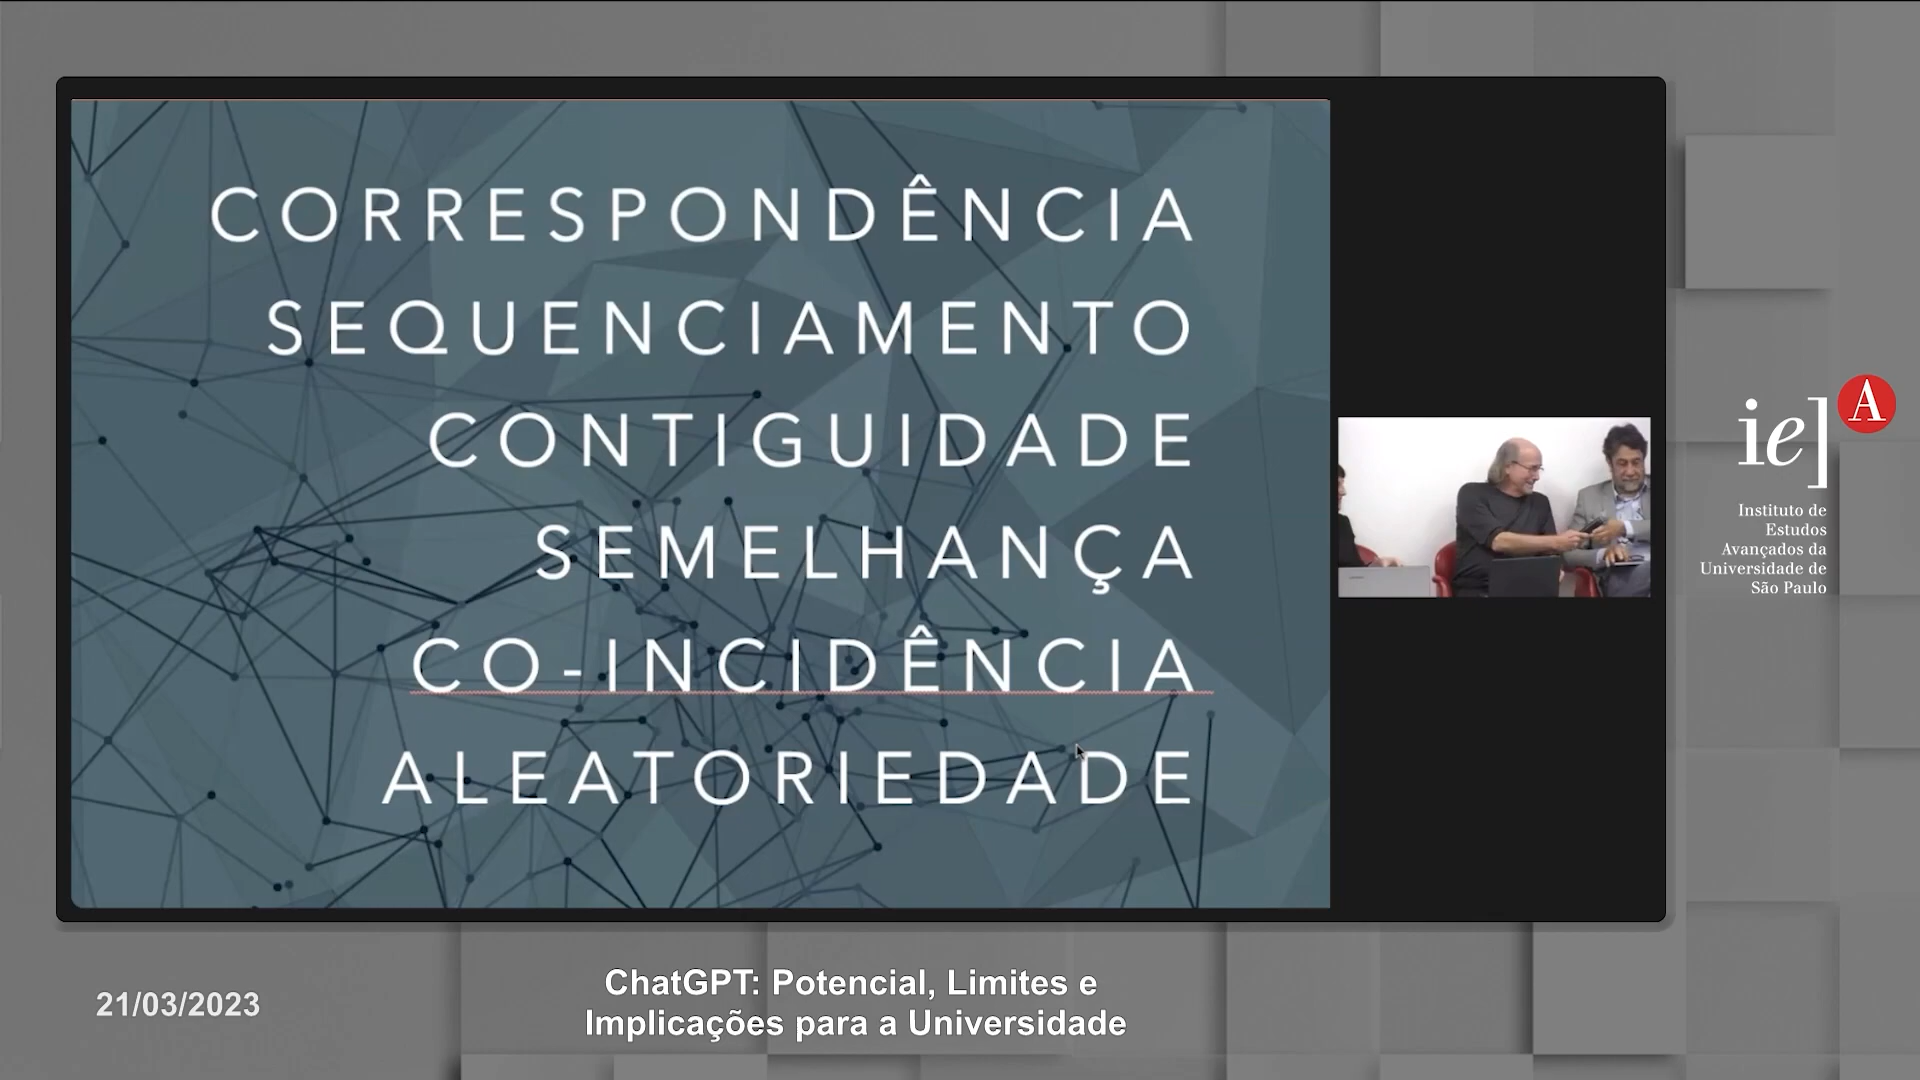 CORRESPONDÊNCIA
SEQUENCIAMENTO
CONTIGUIDADE
SEMELHANÇA
CO-INCIDÊNCIA
ALEATORIEDADE
ie]A
Instituto de
Estudos
Avançados da
Universidade de
São Paulo
21/03/2023
ChatGPT: Potencial, Limites e
Implicações para a Universidade